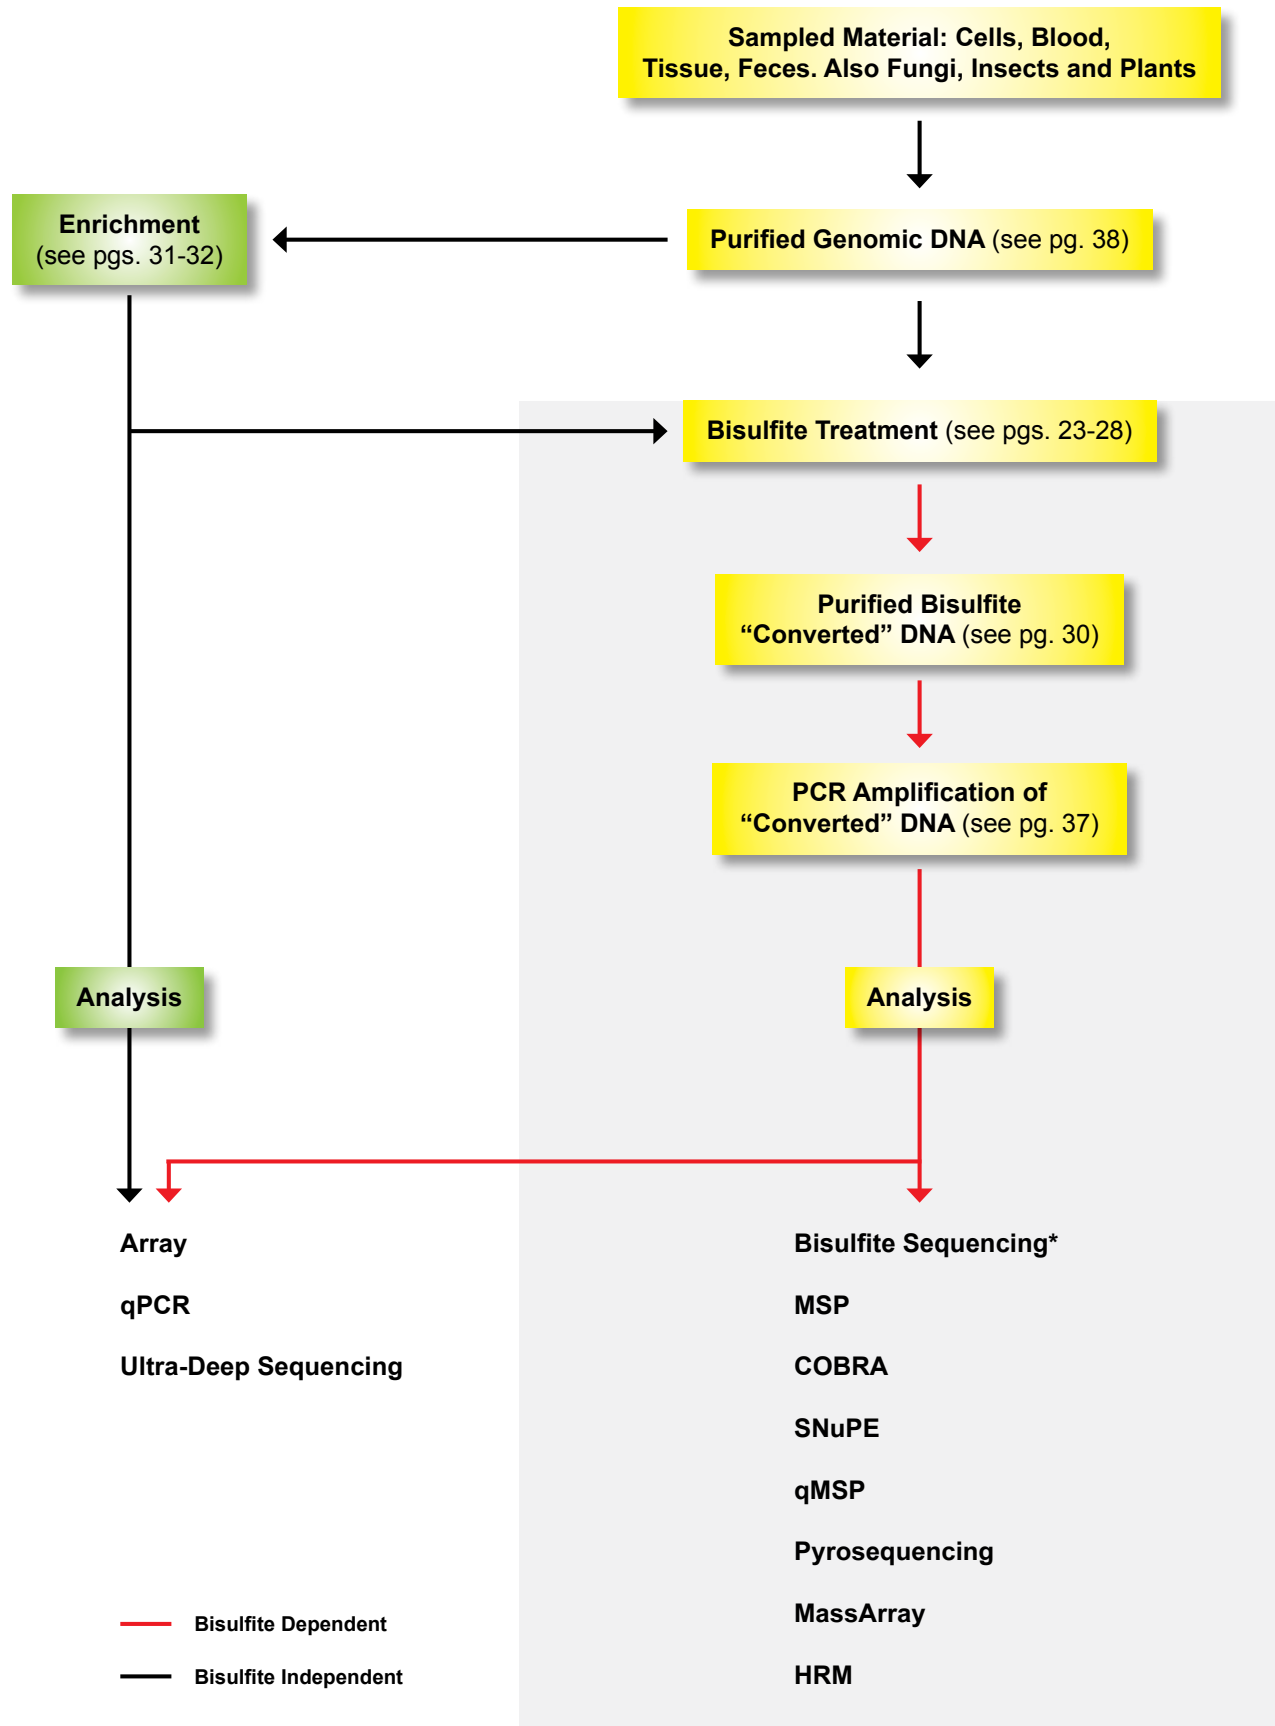 Sampled Material: Cells, Blood,
Tissue, Feces. Also Fungi, Insects and Plants
Enrichment
(see pgs. 31-32)
Purified Genomic DNA (see pg. 38)
Bisulfite Treatment (see pgs. 23-28)
Purified Bisulfite
“Converted” DNA (see pg. 30)
PCR Amplification of
“Converted” DNA (see pg. 37)
Analysis
Analysis
Array
qPCR
Ultra-Deep Sequencing
Bisulfite Sequencing*
MSP
COBRA
SNuPE
qMSP
Pyrosequencing
MassArray
HRM
Bisulfite Dependent
Bisulfite Independent